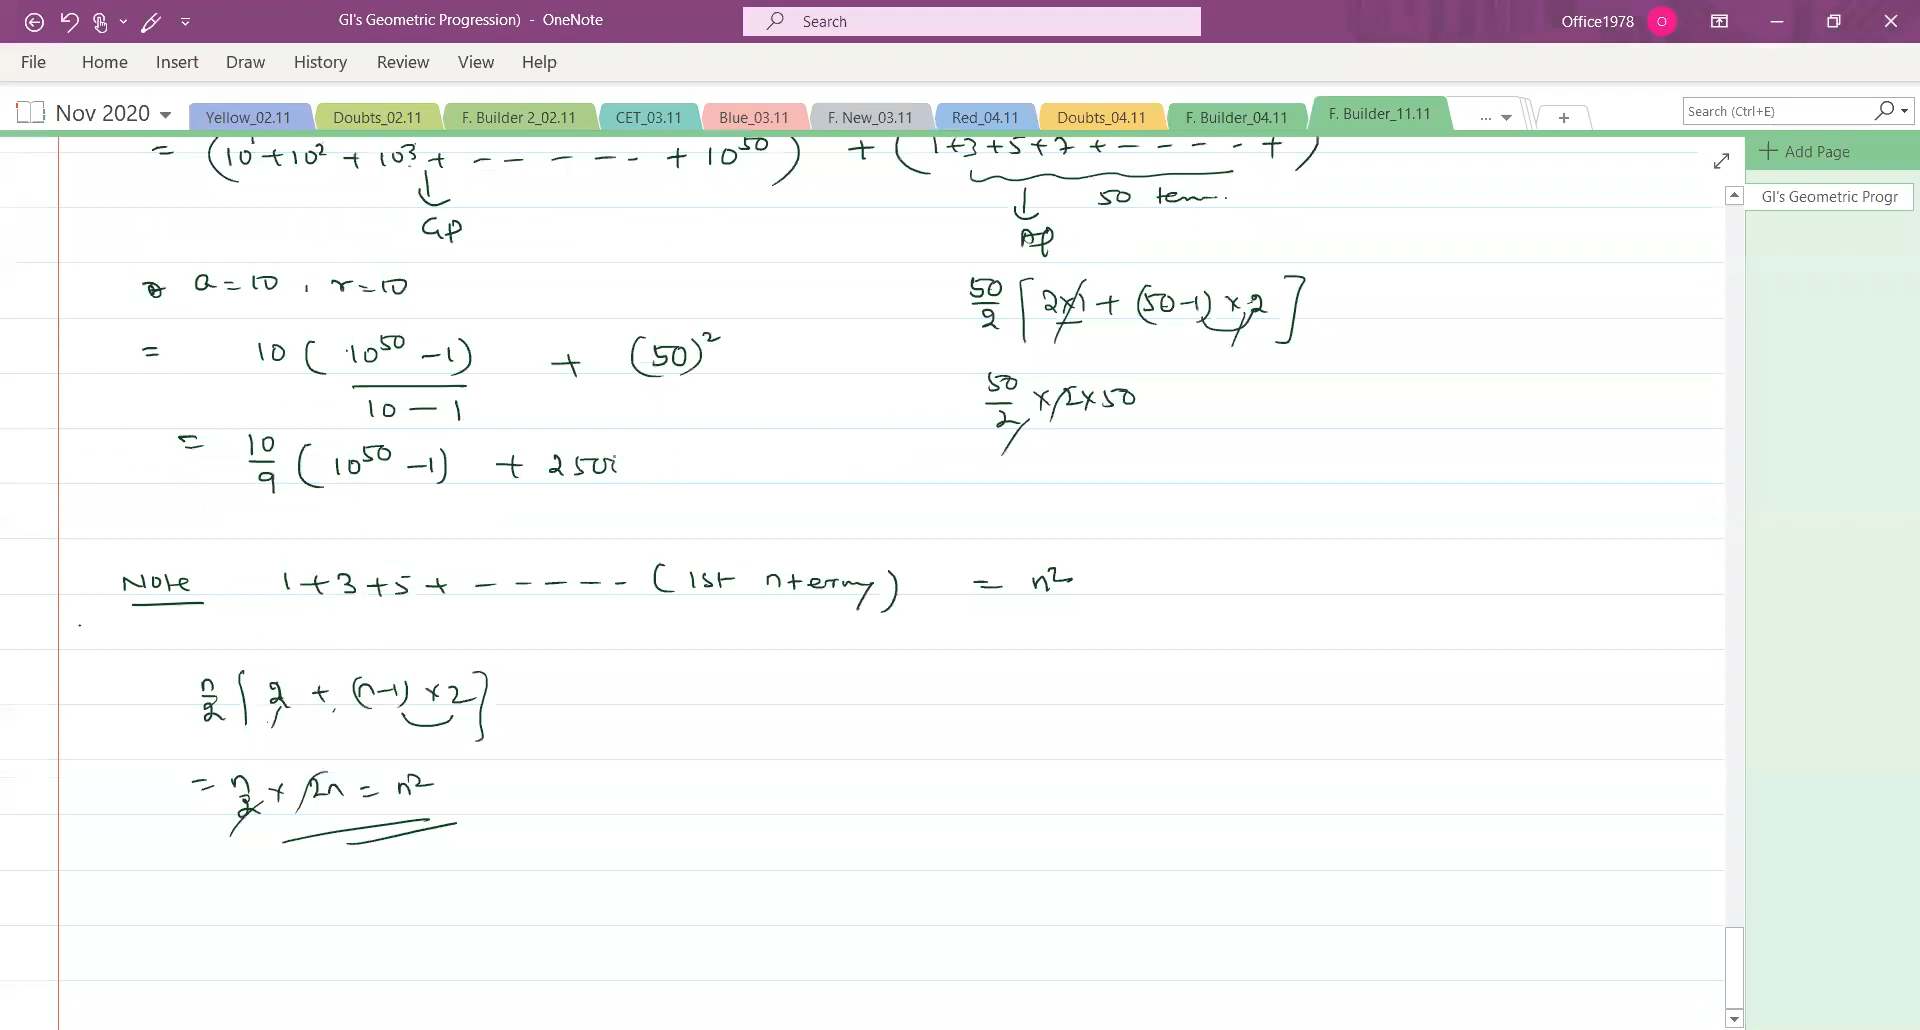 GI's Geometric Progression) - OneNote
Search
Office1978
O
File Home Insert Draw History Review View Help
Nov 2020
Yellow_02.11
Doubts_02.11
F. Builder 2_02.11
CET_03.11
Blue_03.11
F. New_03.11
Red_04.11
Doubts_04.11
F. Builder_04.11
F. Builder_11.11
...
+
Search (Ctrl+E)
+ Add Page
GI's Geometric Progr
= (10¹ + 10² + 10³ + - - - - - - + 10⁵⁰) + (1+3+5+7+ - - - - - +)
50 term.
GP
AP
a = 10 , r = 10
50/2 [2×1 + (50-1) × 2]
= 10 (10⁵⁰ - 1) / 10 - 1 + (50)²
50/2 × 2 × 50
= 10/9 (10⁵⁰ - 1) + 2500
Note 1 + 3 + 5 + - - - - - - (1st n terms) = n²
n/2 [2 + (n-1) × 2]
= n/2 × 2n = n²